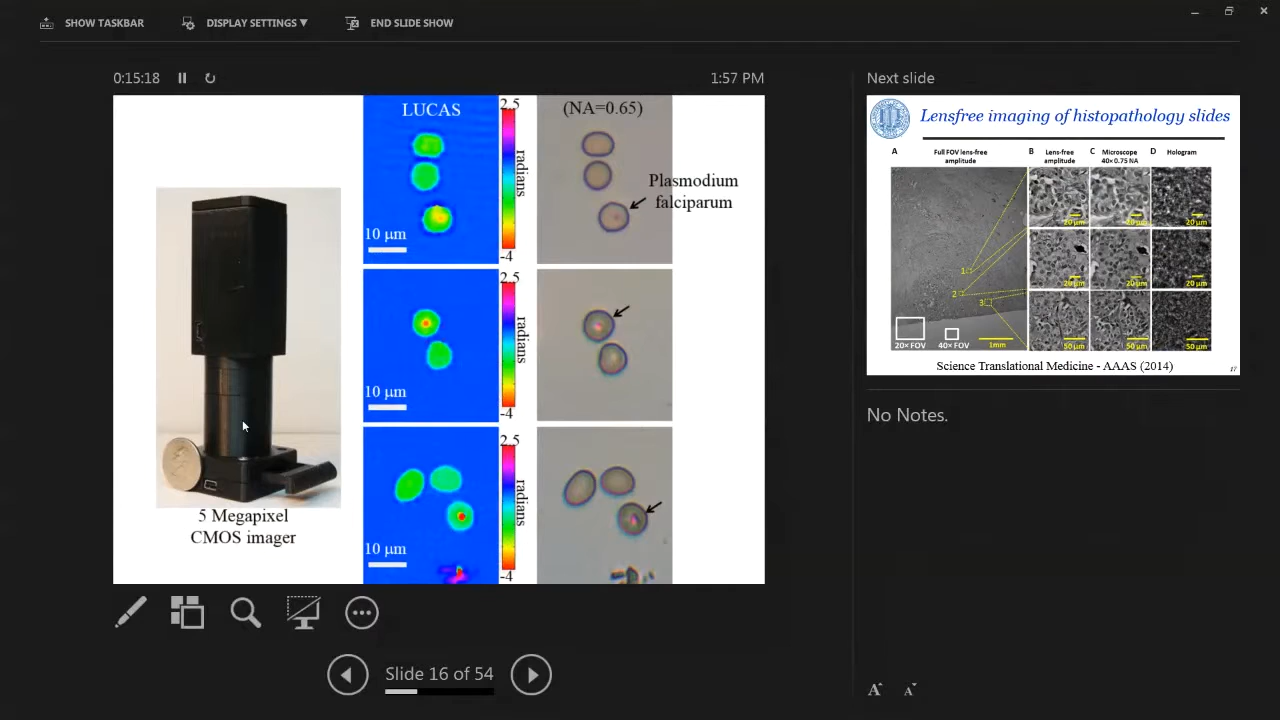 SHOW TASKBAR
DISPLAY SETTINGS ▼
END SLIDE SHOW
0:15:18
1:57 PM
Next slide
LUCAS
2.5
radians
-4
(NA=0.65)
10 μm
Plasmodium
falciparum
2.5
radians
-4
10 μm
2.5
radians
-4
10 μm
5 Megapixel
CMOS imager
Lensfree imaging of histopathology slides
A
Full FOV lens-free
amplitude
B
Lens-free
amplitude
C
Microscope
40× 0.75 NA
D
Hologram
1
2
3
20× FOV
40× FOV
1mm
20 μm
20 μm
20 μm
20 μm
20 μm
20 μm
50 μm
50 μm
50 μm
Science Translational Medicine - AAAS (2014)
17
No Notes.
Slide 16 of 54
A
A